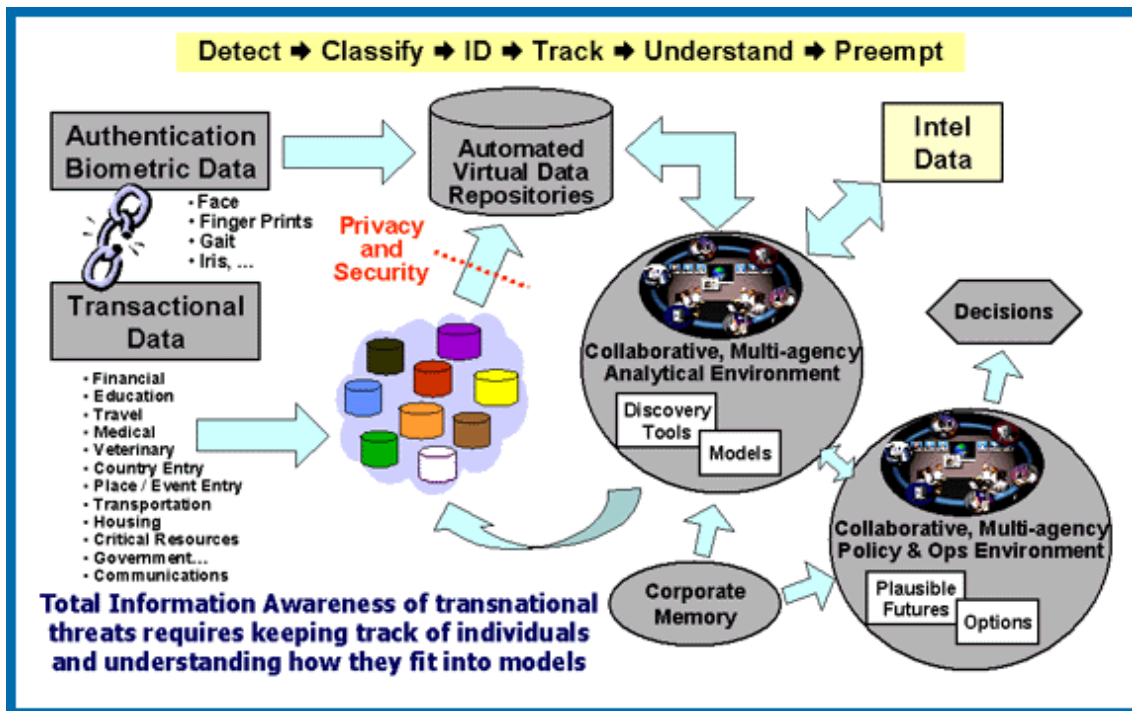 Detect ➡ Classify ➡ ID ➡ Track ➡ Understand ➡ Preempt
Authentication
Biometric Data
• Face
• Finger Prints
• Gait
• Iris, ...
Transactional
Data
• Financial
• Education
• Travel
• Medical
• Veterinary
• Country Entry
• Place / Event Entry
• Transportation
• Housing
• Critical Resources
• Government...
• Communications
Automated
Virtual Data
Repositories
Privacy
and
Security
Intel
Data
Collaborative, Multi-agency
Analytical Environment
Discovery
Tools
Models
Decisions
Collaborative, Multi-agency
Policy & Ops Environment
Plausible
Futures
Options
Corporate
Memory
Total Information Awareness of transnational
threats requires keeping track of individuals
and understanding how they fit into models